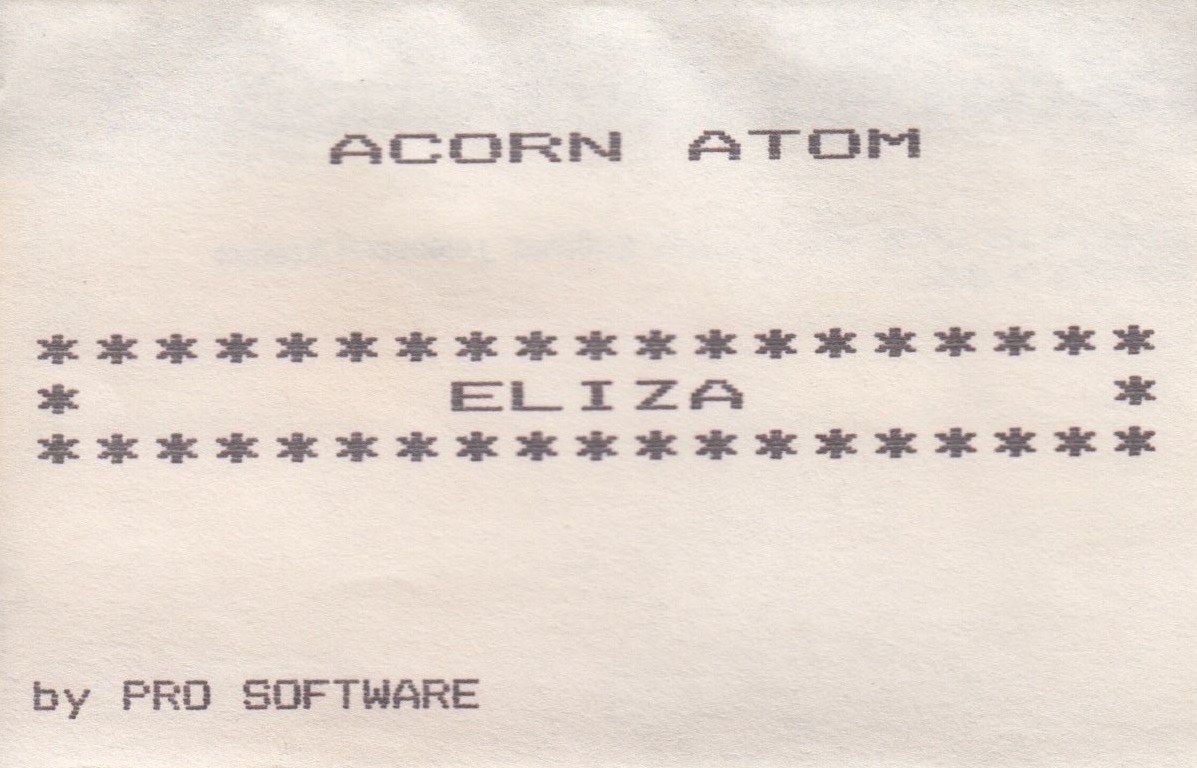 ACORN ATOM
* * * * * * * * * * * * * * * * * * *
* ELIZA *
* * * * * * * * * * * * * * * * * * *
by PRO SOFTWARE